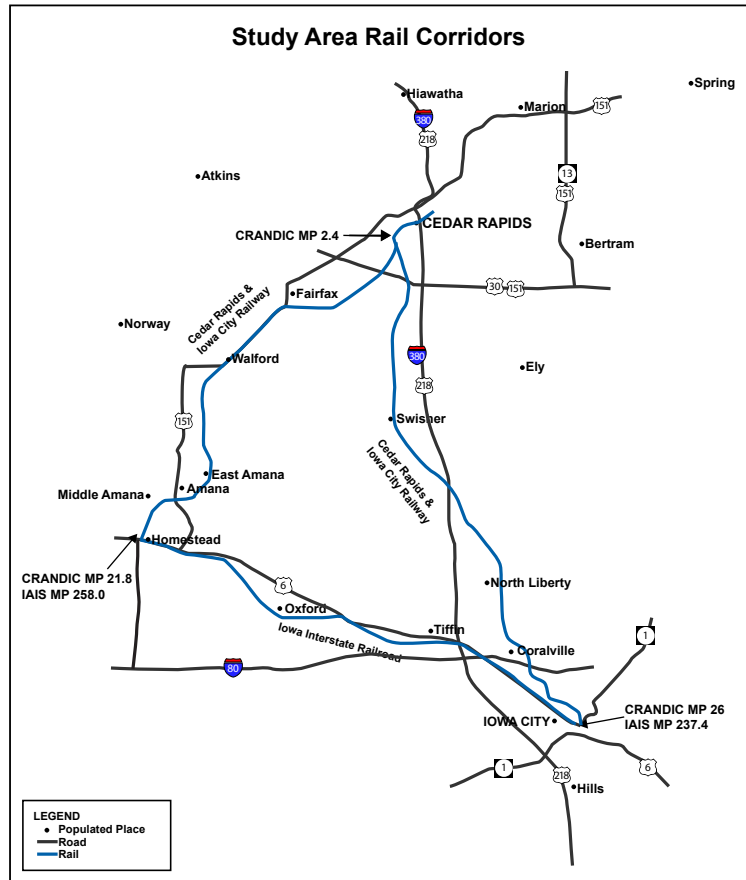 Study Area Rail Corridors
Spring
Hiawatha
Marion
151
380
218
13
151
Atkins
CRANDIC MP 2.4
CEDAR RAPIDS
Bertram
30
151
Fairfax
Cedar Rapids &
Iowa City Railway
Norway
Walford
380
218
Ely
151
Swisher
Cedar Rapids &
Iowa City Railway
East Amana
Amana
Middle Amana
Homestead
CRANDIC MP 21.8
IAIS MP 258.0
6
North Liberty
Oxford
Tiffin
Iowa Interstate Railroad
1
Coralville
80
CRANDIC MP 26
IAIS MP 237.4
IOWA CITY
1
218
6
Hills
LEGEND
Populated Place
Road
Rail